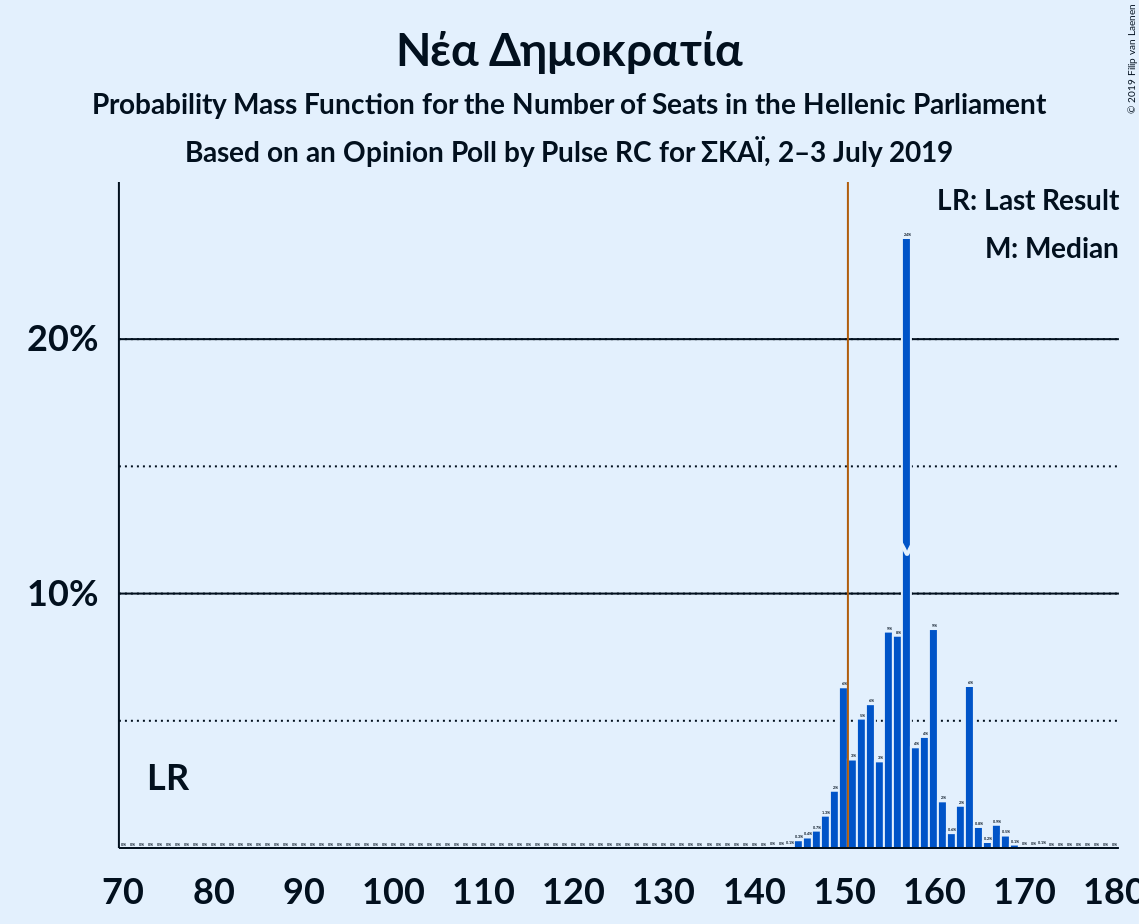 Νέα Δημοκρατία
Probability Mass Function for the Number of Seats in the Hellenic Parliament
Based on an Opinion Poll by Pulse RC for ΣΚΑΪ, 2–3 July 2019
© 2019 Filip van Laenen
LR: Last Result
M: Median
20%
10%
LR
70 80 90 100 110 120 130 140 150 160 170 180